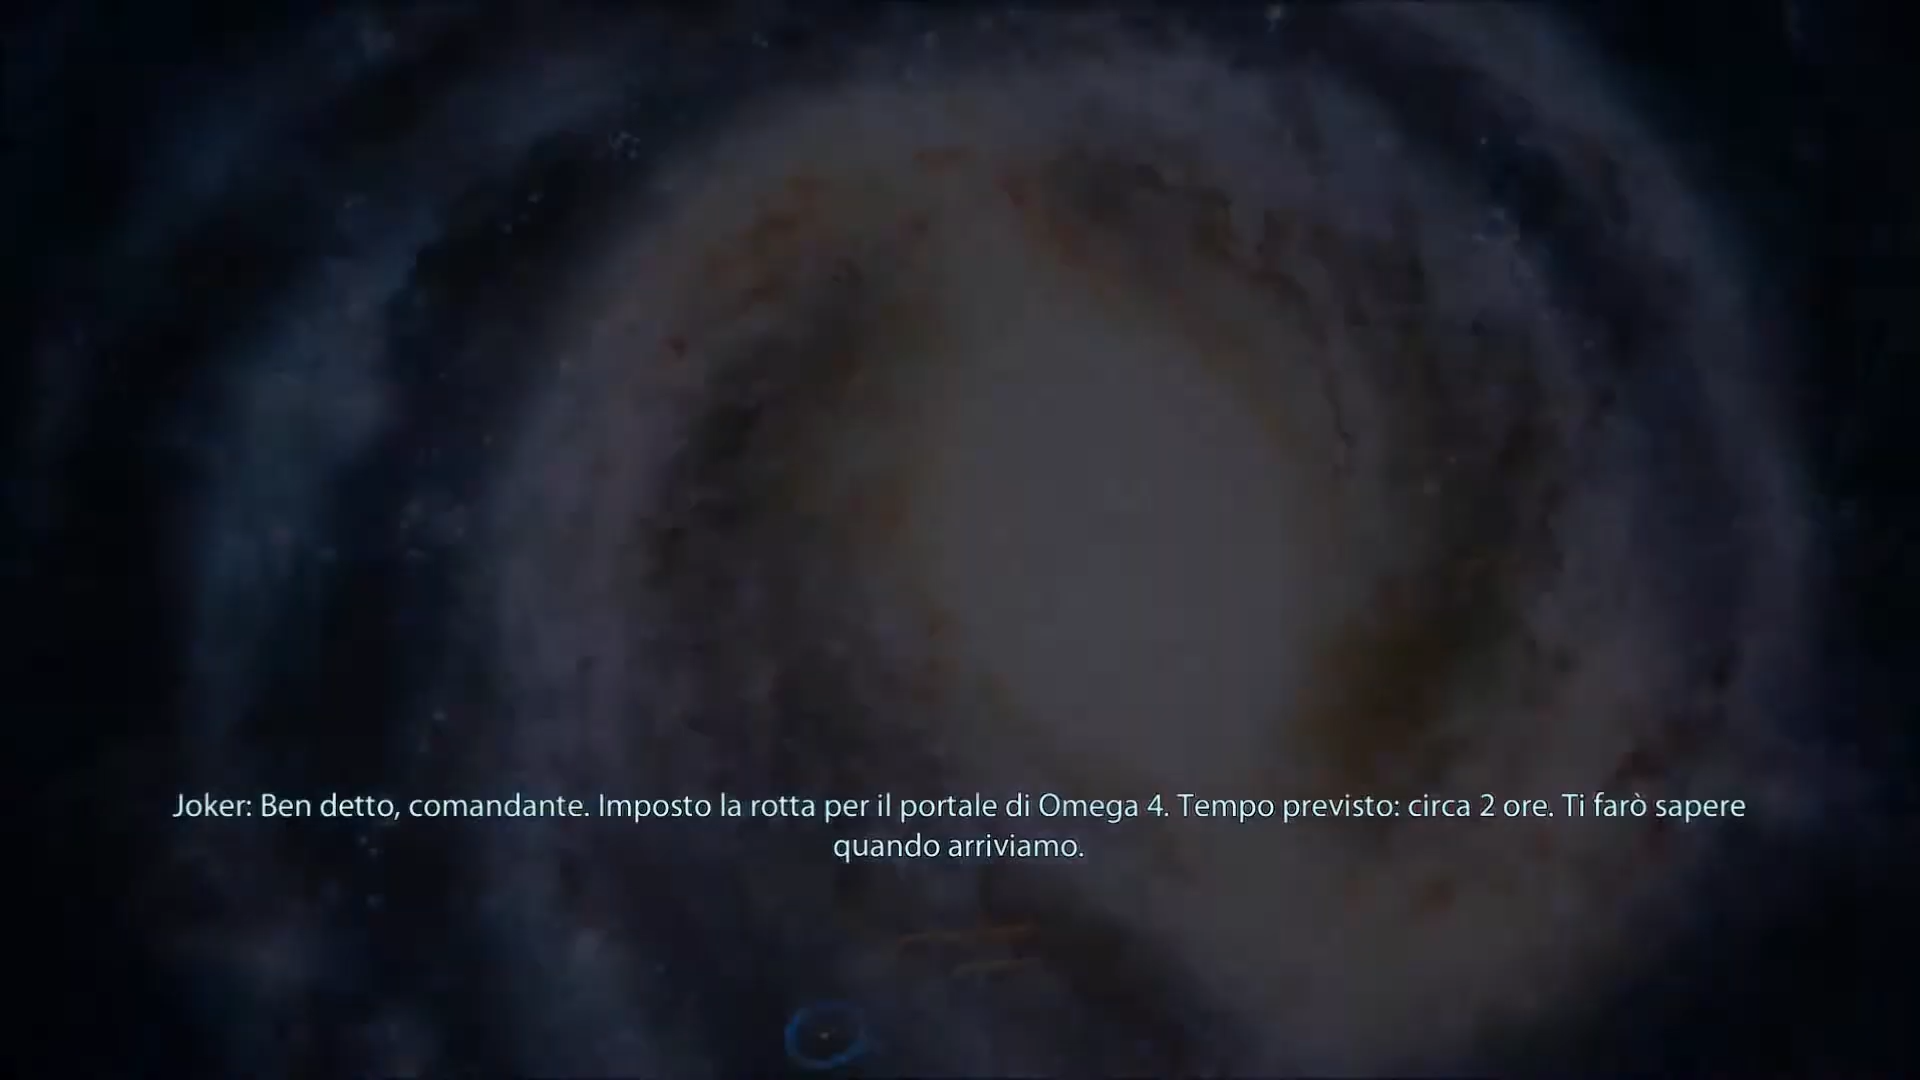 Joker: Ben detto, comandante. Imposto la rotta per il portale di Omega 4. Tempo previsto: circa 2 ore. Ti farò sapere
quando arriviamo.